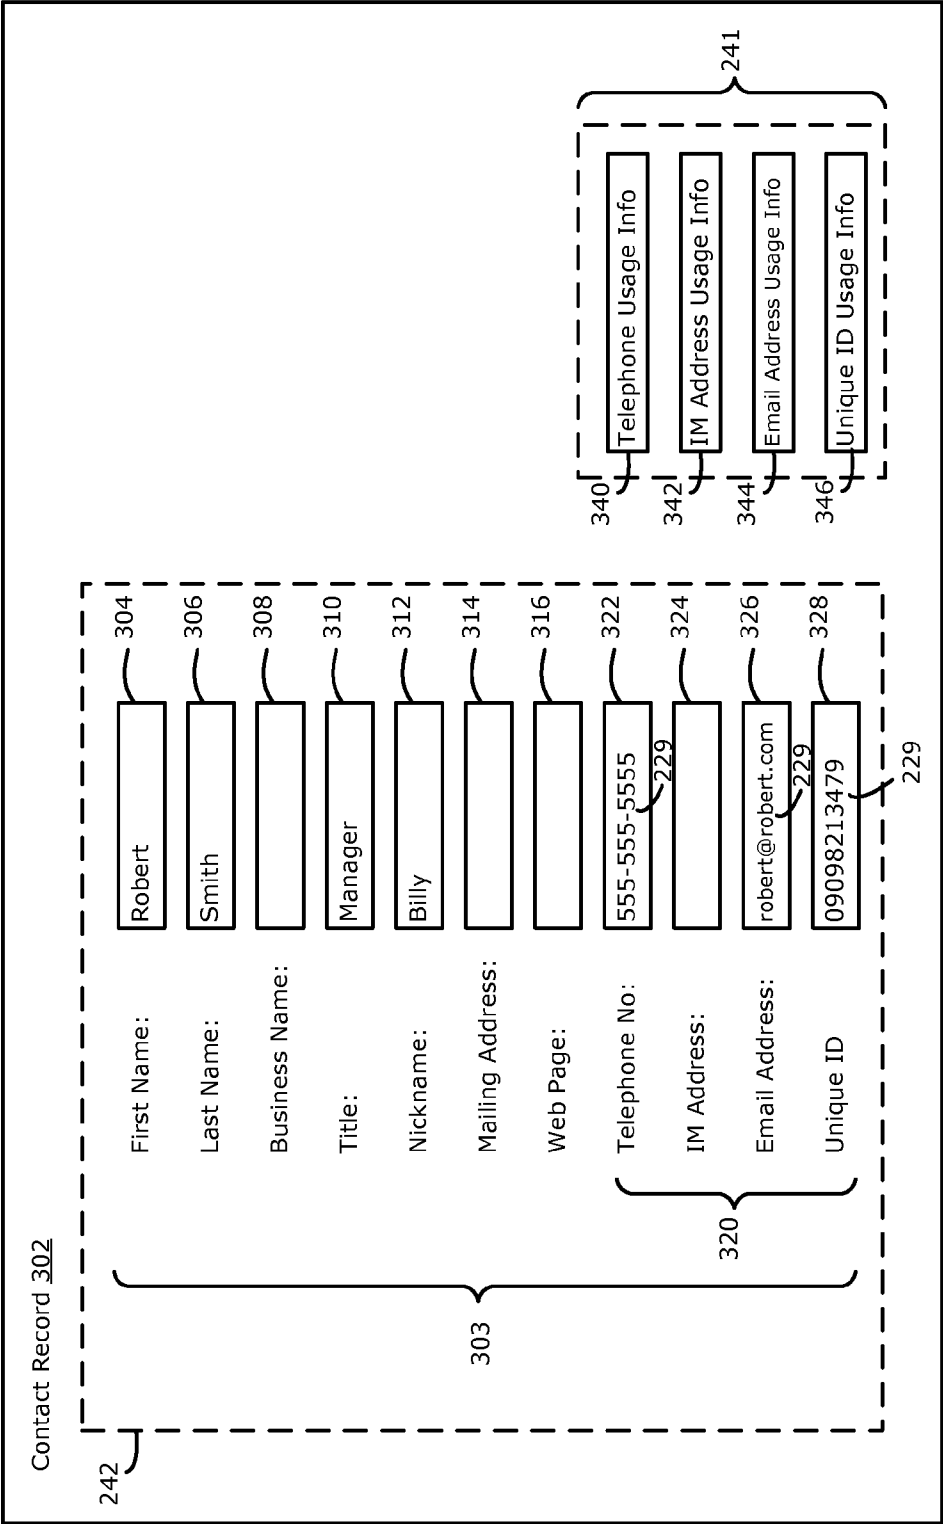 Contact Record 302
242
303
First Name: Robert 304
Last Name: Smith 306
Business Name: 308
Title: Manager 310
Nickname: Billy 312
Mailing Address: 314
Web Page: 316
320
Telephone No: 555-555-5555 322
229
IM Address: 324
Email Address: robert@robert.com 326
229
Unique ID 09098213479 328
229
241
340 Telephone Usage Info
342 IM Address Usage Info
344 Email Address Usage Info
346 Unique ID Usage Info